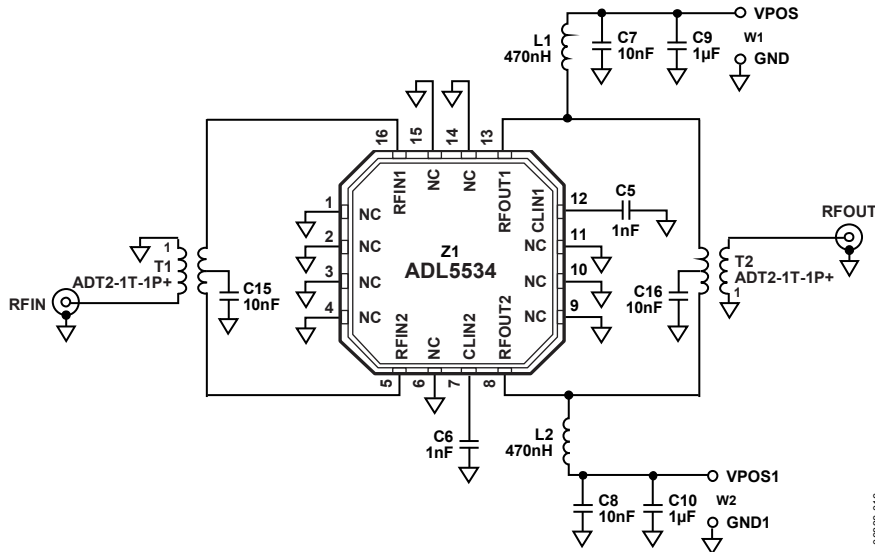 L1
470nH
C7
10nF
C9
1µF
VPOS
W1
GND
16
15
14
13
RFIN1
NC
NC
RFOUT1
CLIN1
1
NC
2
NC
3
NC
4
NC
Z1
ADL5534
12
C5
1nF
NC
11
NC
10
NC
9
RFIN2
NC
CLIN2
RFOUT2
5
6
7
8
RFIN
1
T1
ADT2-1T-1P+
C15
10nF
C16
10nF
T2
ADT2-1T-1P+
1
RFOUT
C6
1nF
L2
470nH
C8
10nF
C10
1µF
VPOS1
W2
GND1